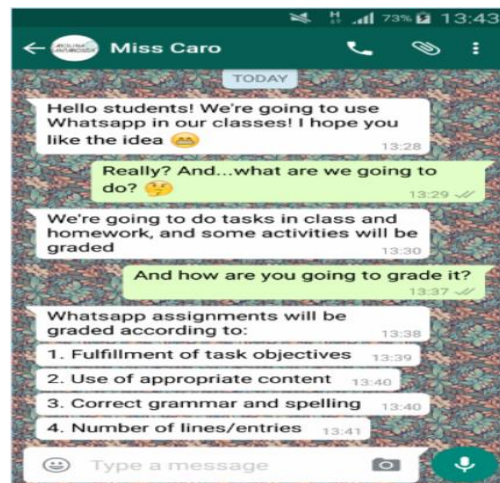 73% 13:43
Miss Caro
TODAY
Hello students! We're going to use
Whatsapp in our classes! I hope you
like the idea 😁
13:28
Really? And...what are we going to
do? 🤔
13:29
We're going to do tasks in class and
homework, and some activities will be
graded
13:30
And how are you going to grade it?
13:37
Whatsapp assignments will be
graded according to:
13:38
1. Fulfillment of task objectives 13:39
2. Use of appropriate content 13:40
3. Correct grammar and spelling 13:40
4. Number of lines/entries 13:41
Type a message